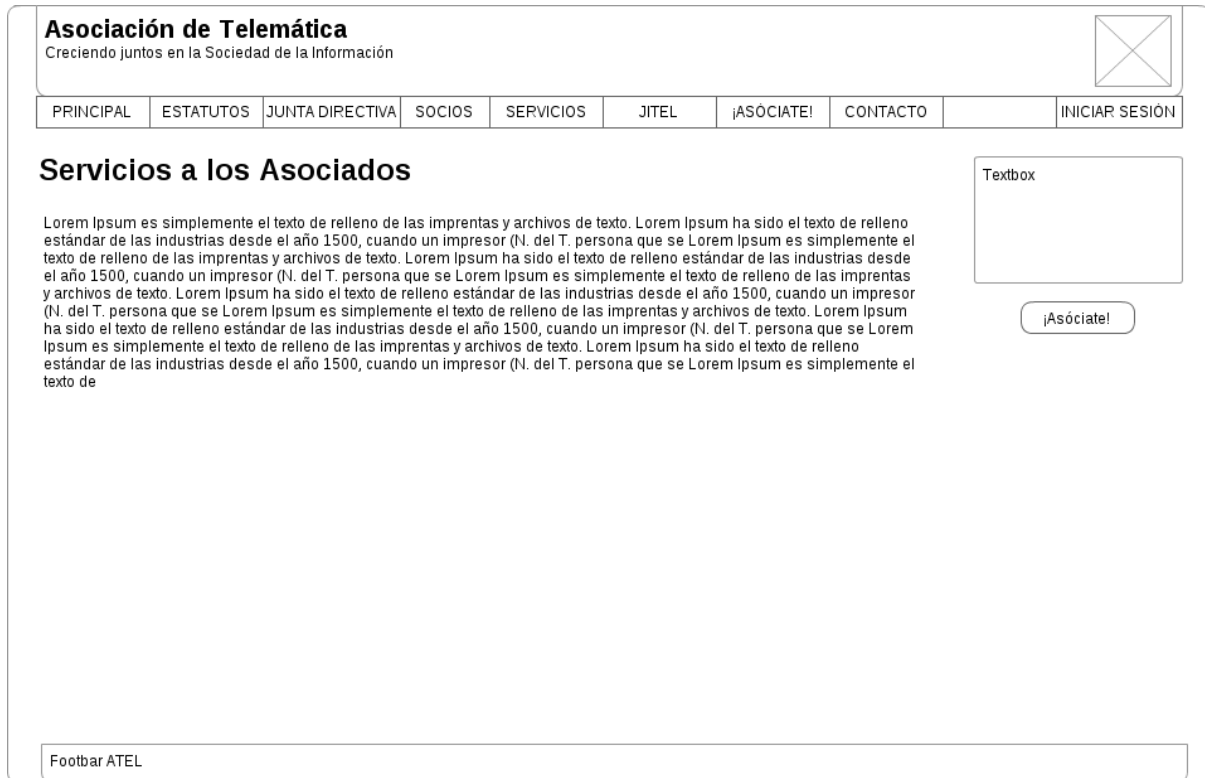 Asociación de Telemática
Creciendo juntos en la Sociedad de la Información
PRINCIPAL ESTATUTOS JUNTA DIRECTIVA SOCIOS SERVICIOS JITEL ¡ASÓCIATE! CONTACTO INICIAR SESIÓN
Servicios a los Asociados
Lorem Ipsum es simplemente el texto de relleno de las imprentas y archivos de texto. Lorem Ipsum ha sido el texto de relleno
estándar de las industrias desde el año 1500, cuando un impresor (N. del T. persona que se Lorem Ipsum es simplemente el
texto de relleno de las imprentas y archivos de texto. Lorem Ipsum ha sido el texto de relleno estándar de las industrias desde
el año 1500, cuando un impresor (N. del T. persona que se Lorem Ipsum es simplemente el texto de relleno de las imprentas
y archivos de texto. Lorem Ipsum ha sido el texto de relleno estándar de las industrias desde el año 1500, cuando un impresor
(N. del T. persona que se Lorem Ipsum es simplemente el texto de relleno de las imprentas y archivos de texto. Lorem Ipsum
ha sido el texto de relleno estándar de las industrias desde el año 1500, cuando un impresor (N. del T. persona que se Lorem
Ipsum es simplemente el texto de relleno de las imprentas y archivos de texto. Lorem Ipsum ha sido el texto de relleno
estándar de las industrias desde el año 1500, cuando un impresor (N. del T. persona que se Lorem Ipsum es simplemente el
texto de
Textbox
¡Asóciate!
Footbar ATEL